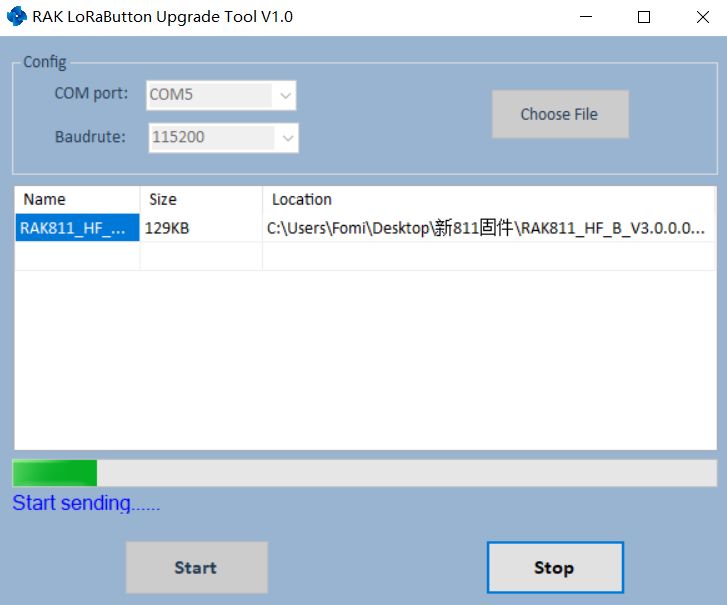 RAK LoRaButton Upgrade Tool V1.0
Config
COM port: COM5
Choose File
Baudrute: 115200
Name Size Location
RAK811_HF_... 129KB C:\Users\Fomi\Desktop\新811固件\RAK811_HF_B_V3.0.0.0...
Start sending......
Start Stop